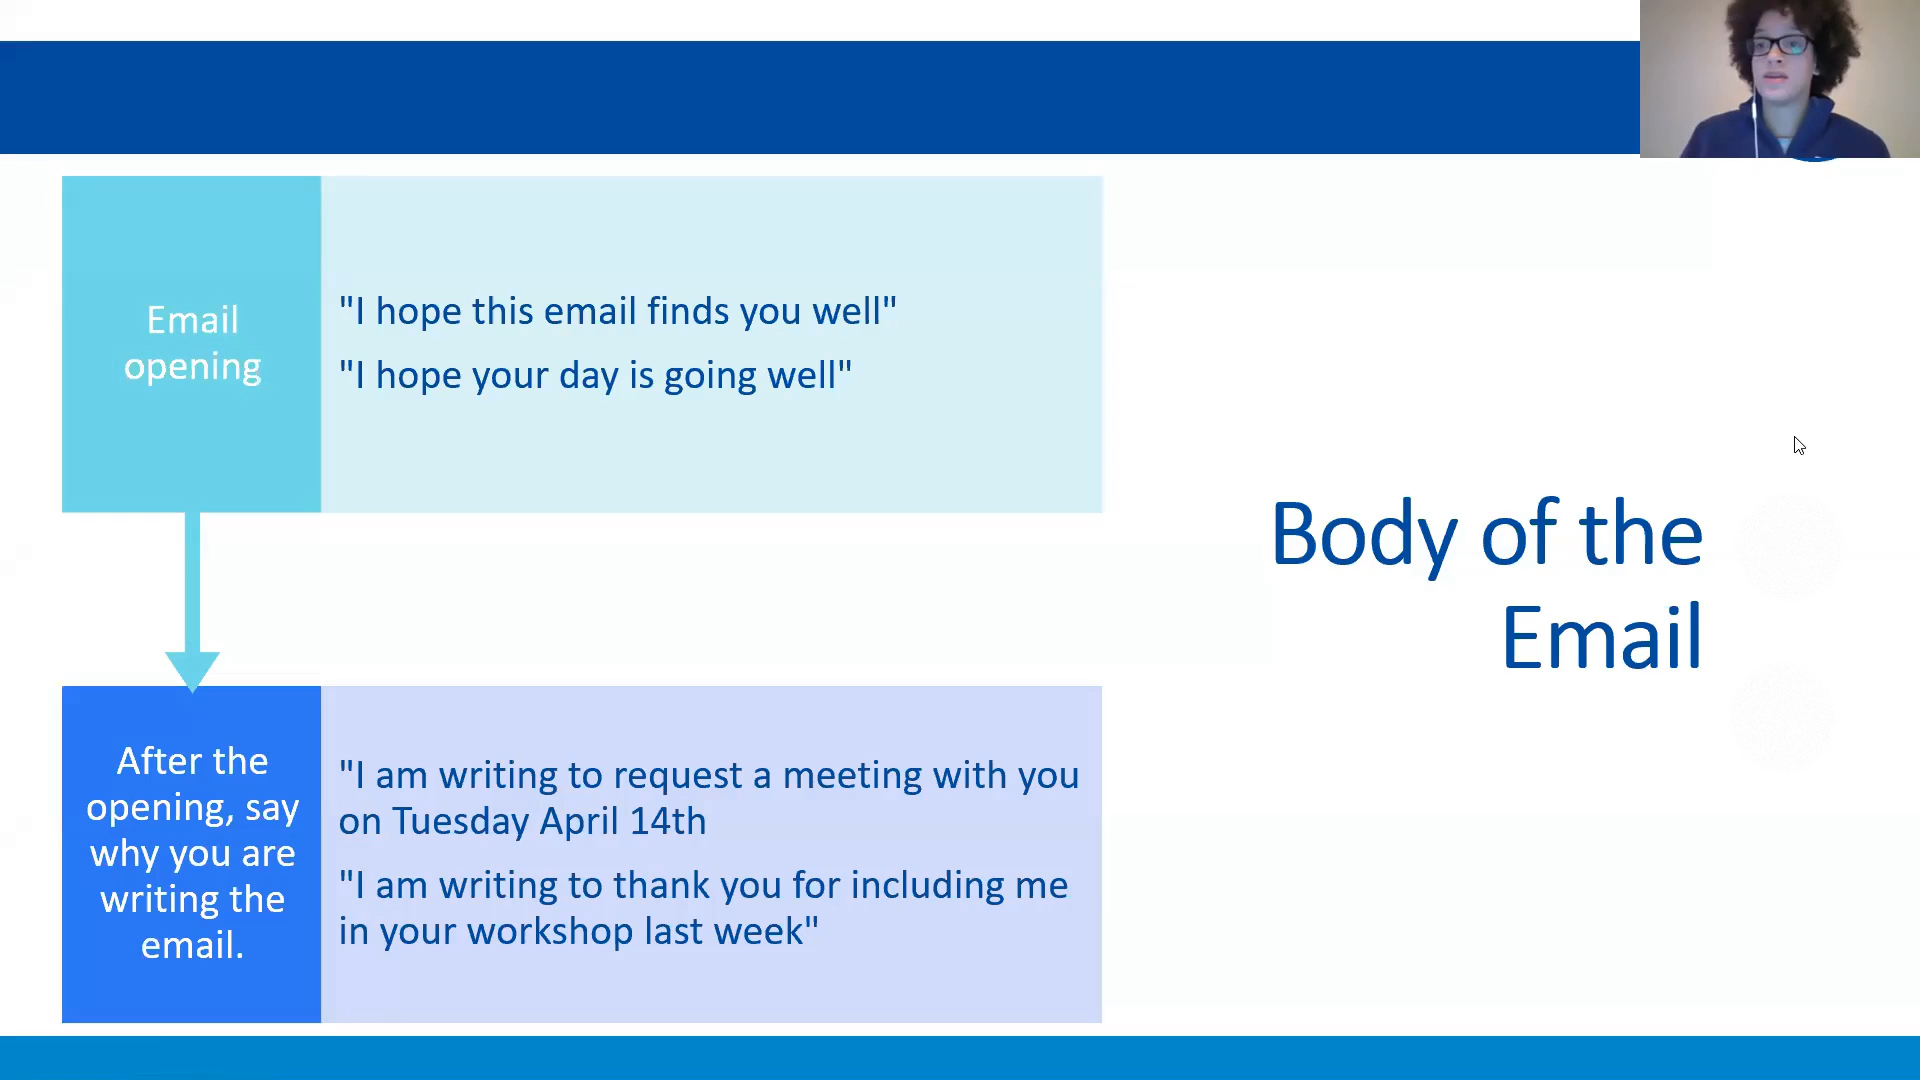 Email
opening
"I hope this email finds you well"
"I hope your day is going well"
Body of the
Email
After the
opening, say
why you are
writing the
email.
"I am writing to request a meeting with you
on Tuesday April 14th
"I am writing to thank you for including me
in your workshop last week"